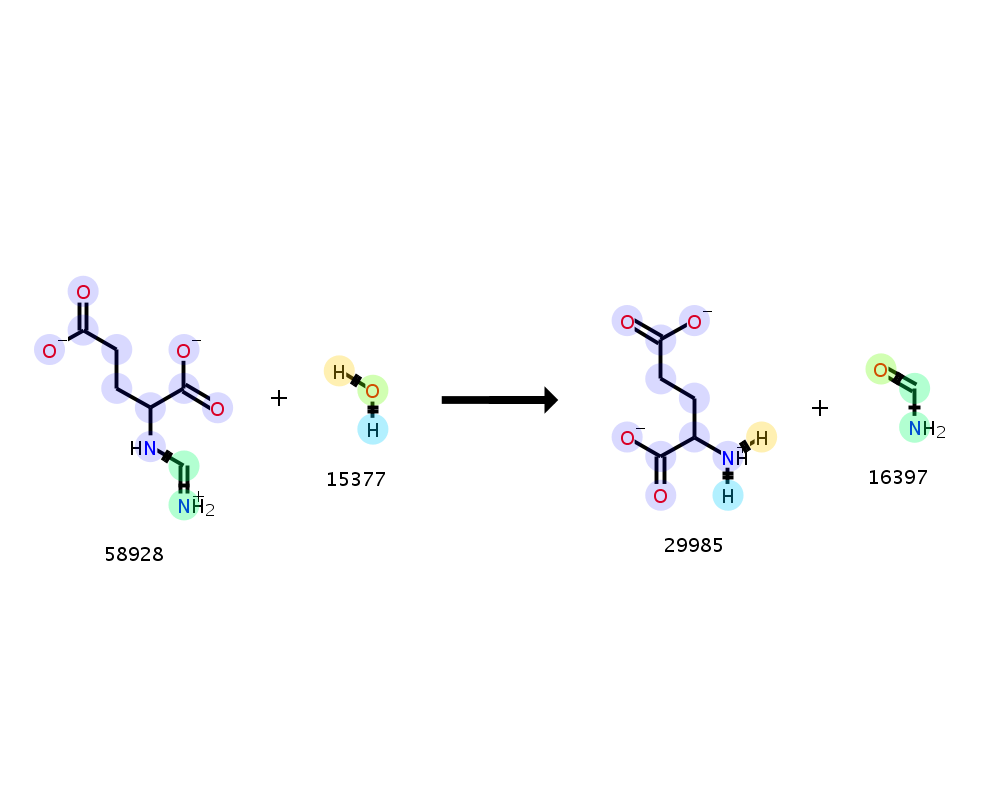 O
O⁻
O⁻
O
HN
NH₂⁺
58928
+
H
O
H
15377
O
O⁻
O⁻
O
NH⁺
H
H
29985
+
O
NH₂
16397